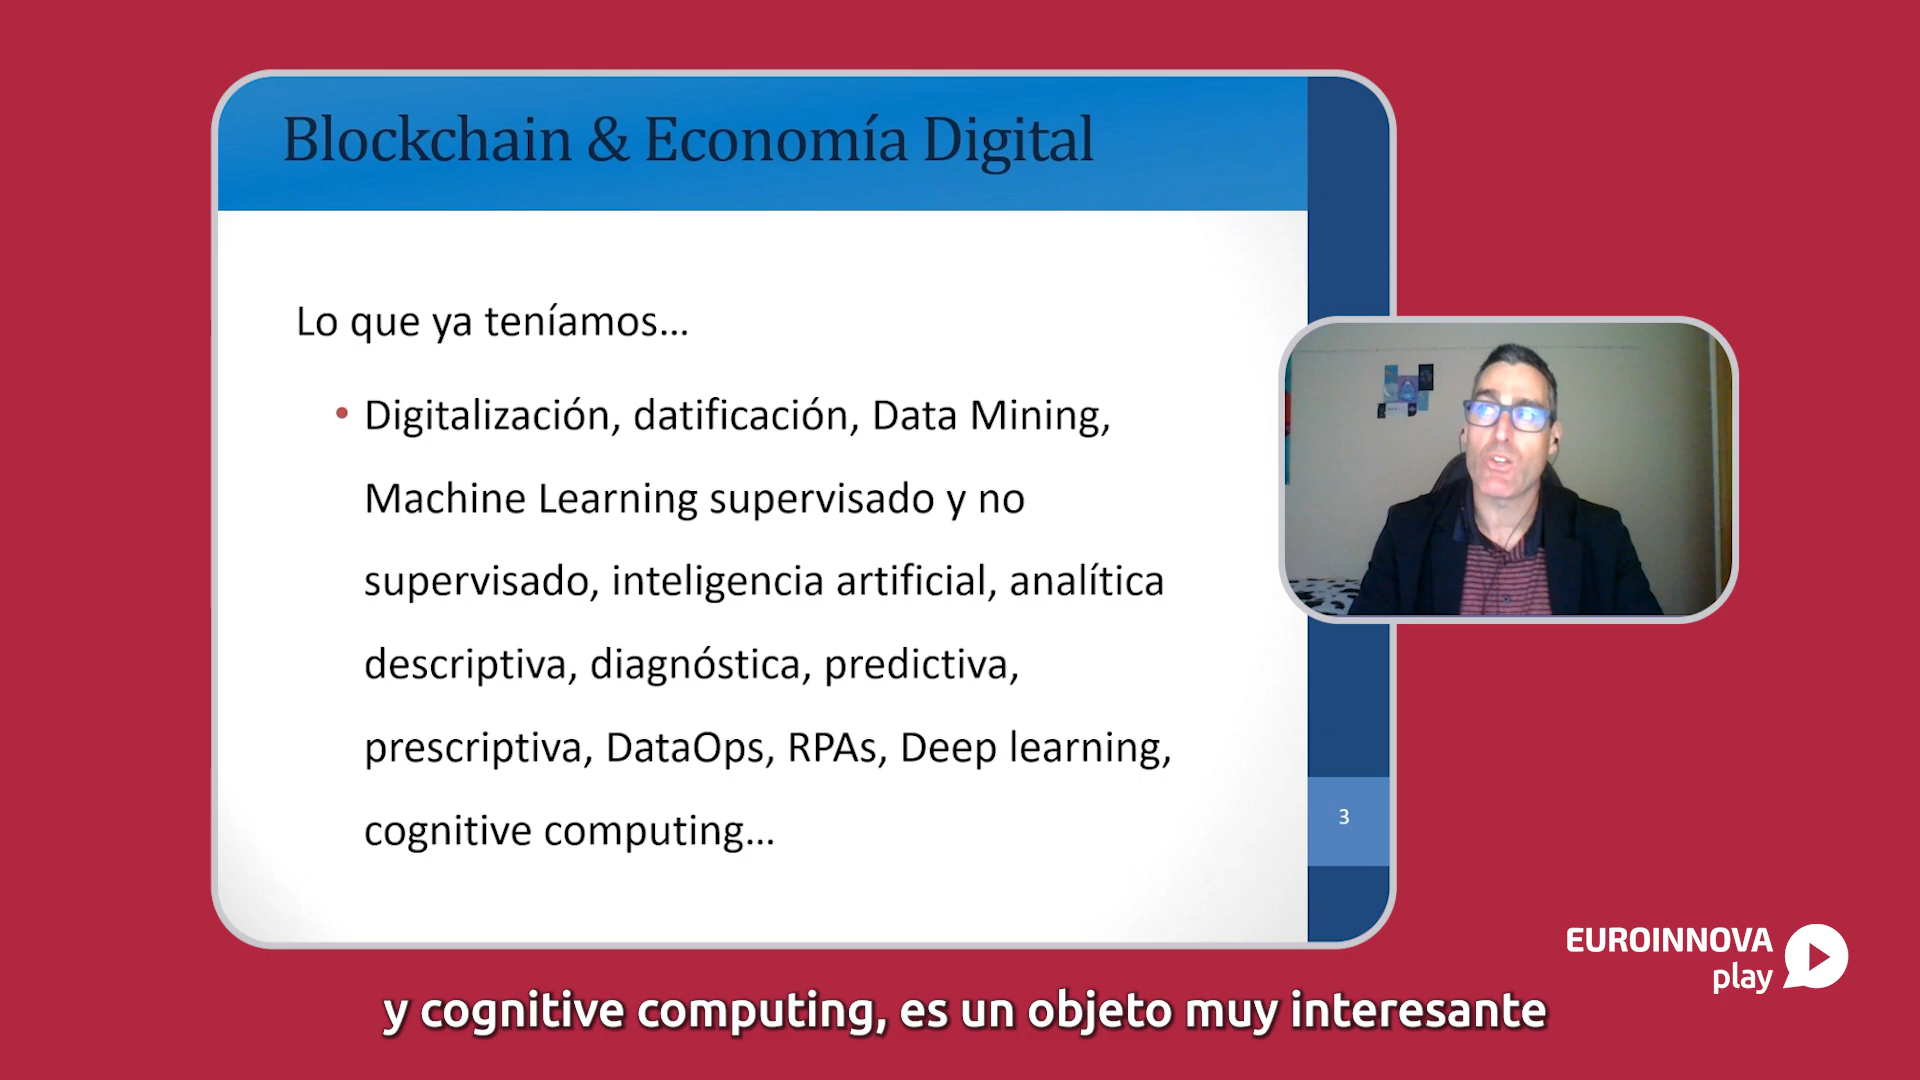 Blockchain & Economía Digital
Lo que ya teníamos...
• Digitalización, datificación, Data Mining,
Machine Learning supervisado y no
supervisado, inteligencia artificial, analítica
descriptiva, diagnóstica, predictiva,
prescriptiva, DataOps, RPAs, Deep learning,
cognitive computing...
3
EUROINNOVA
play
y cognitive computing, es un objeto muy interesante